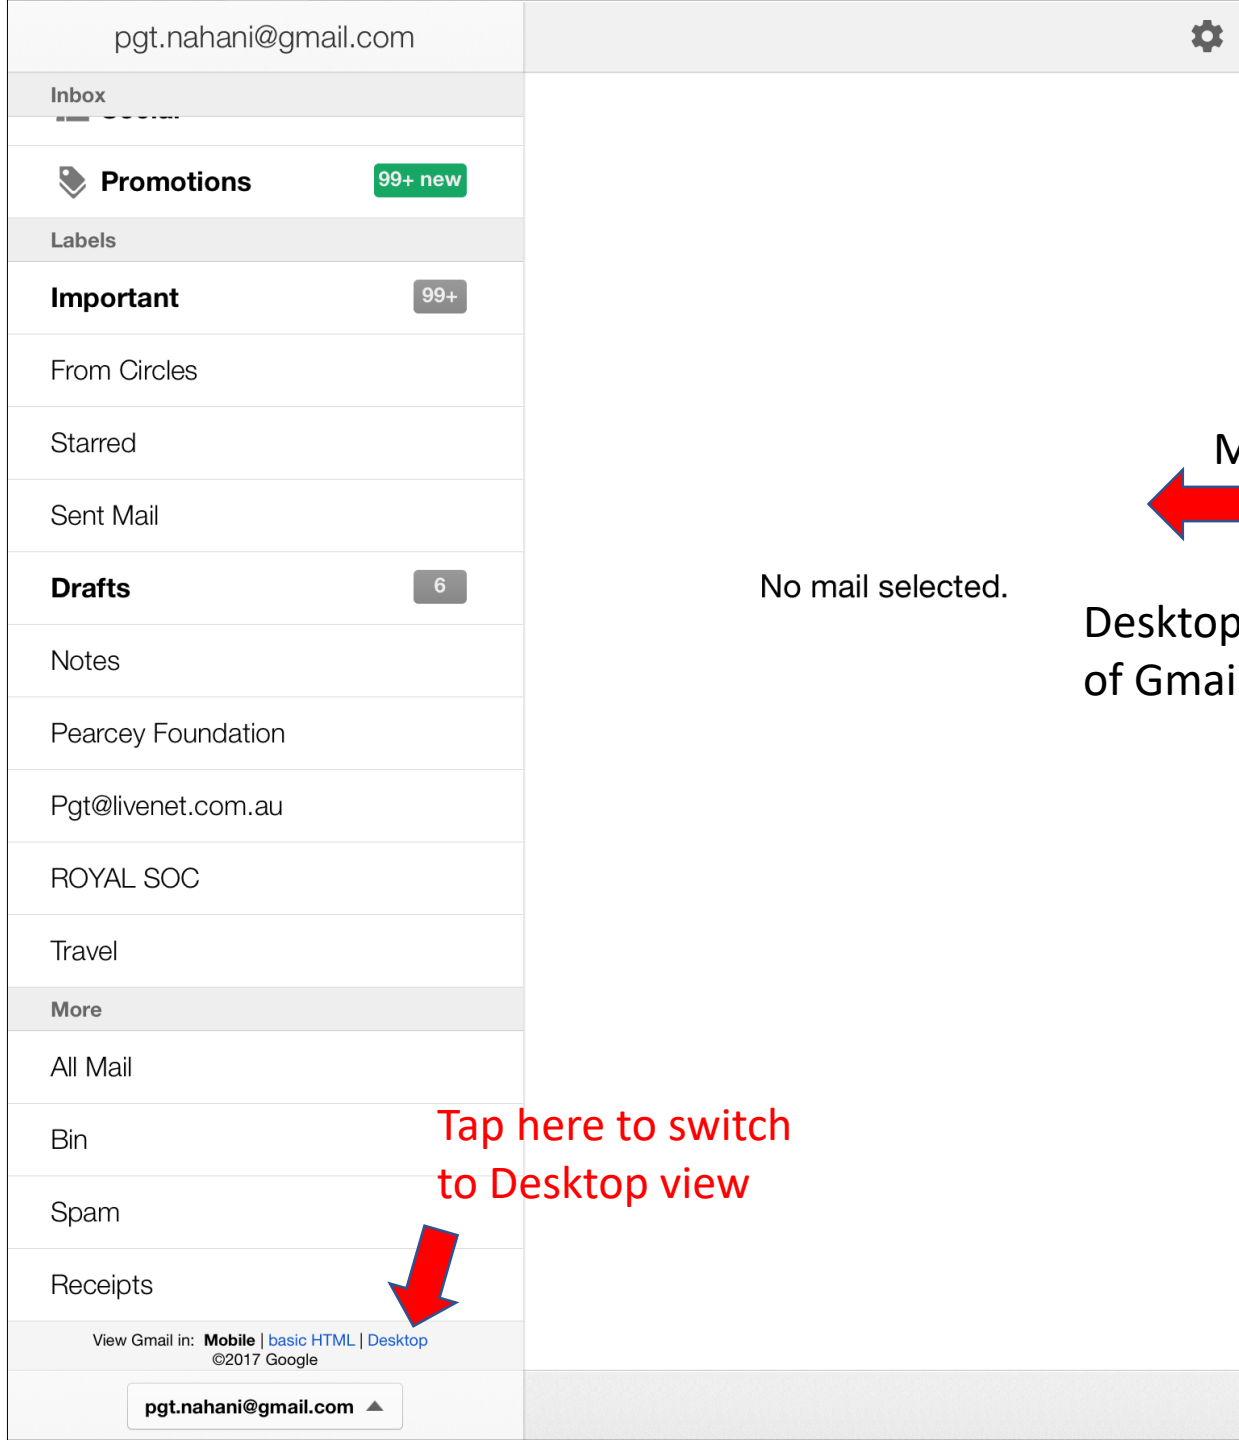 pgt.nahani@gmail.com
Inbox
Promotions 99+ new
Labels
Important 99+
From Circles
Starred
Sent Mail
Drafts 6
Notes
Pearcey Foundation
Pgt@livenet.com.au
ROYAL SOC
Travel
More
All Mail
Bin
Spam
Receipts
View Gmail in: Mobile | basic HTML | Desktop
©2017 Google
pgt.nahani@gmail.com
No mail selected.
Desktop
of Gmai
Tap here to switch
to Desktop view